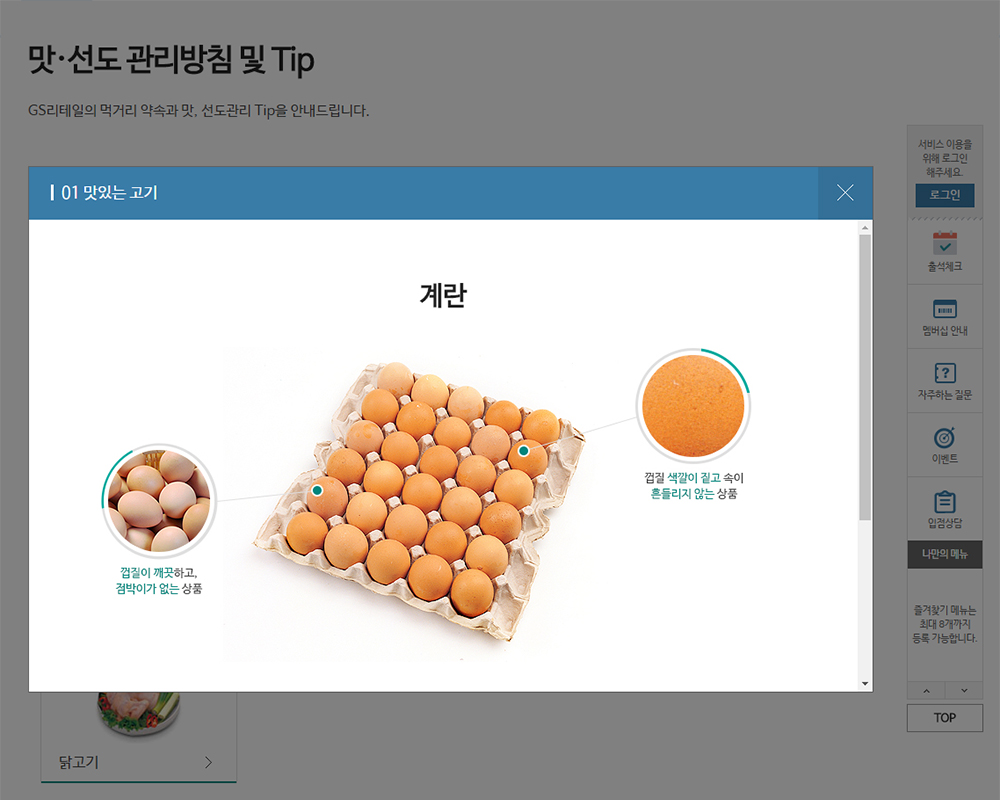 맛·선도 관리방침 및 Tip
GS리테일의 먹거리 약속과 맛, 선도관리 Tip을 안내드립니다.
01 맛있는 고기
계란
껍질 색깔이 짙고 속이
흔들리지 않는 상품
껍질이 깨끗하고,
점박이가 없는 상품
닭고기
서비스 이용을
위해 로그인
해주세요.
로그인
출석체크
멤버십 안내
자주하는 질문
이벤트
입점상담
나만의 메뉴
즐겨찾기 메뉴는
최대 8개까지
등록 가능합니다.
TOP